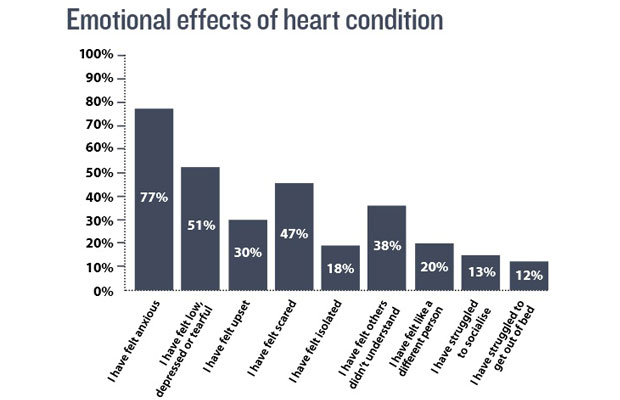 Emotional effects of heart condition
100%
90%
80%
70%
60%
50%
40%
30%
20%
10%
0%
77%
51%
30%
47%
18%
38%
20%
13%
12%
I have felt anxious
I have felt low,
depressed or tearful
I have felt upset
I have felt scared
I have felt isolated
I have felt others
didn't understand
I have felt like a
different person
I have struggled
to socialise
I have struggled to
get out of bed